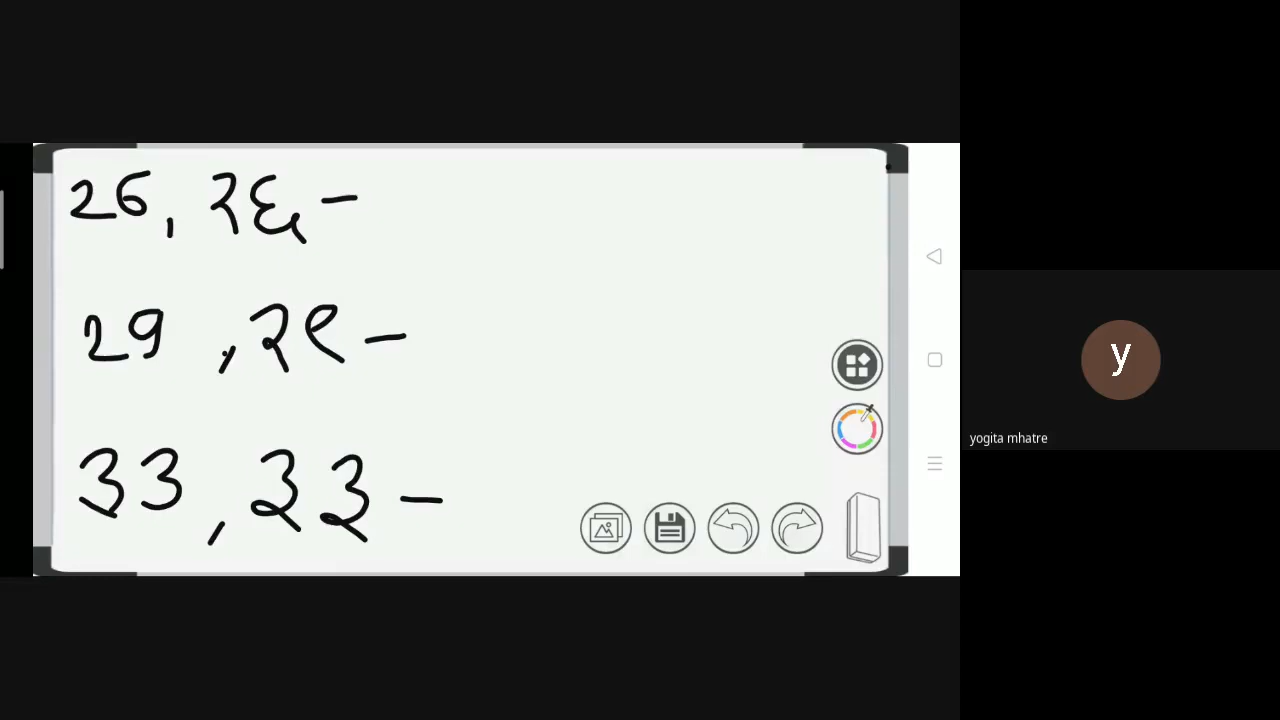 26, २६ -
29, २९ -
33, ३३ -
y
yogita mhatre